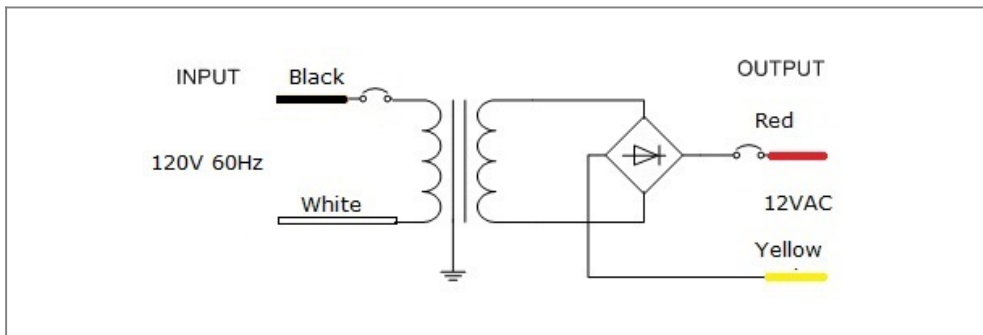 INPUT
Black
OUTPUT
Red
120V 60Hz
White
12VAC
Yellow